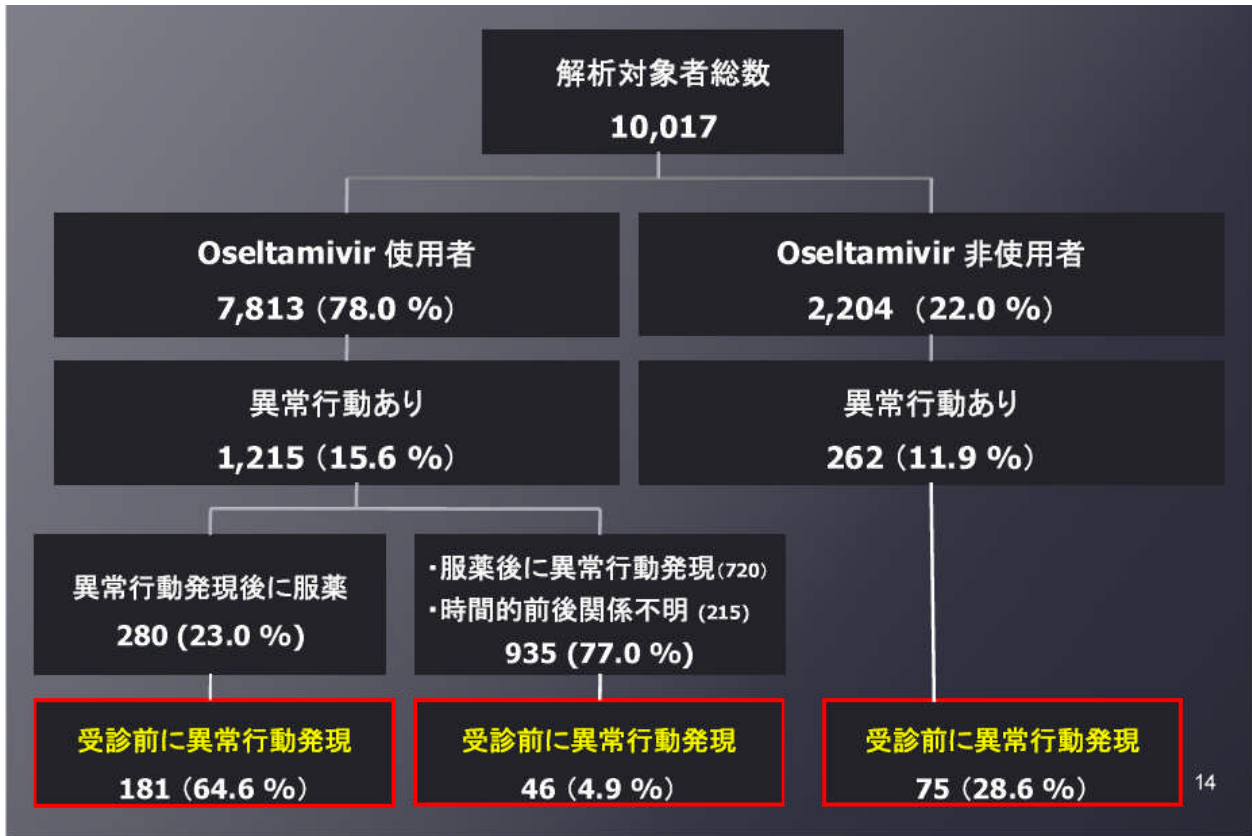 解析対象者総数
10,017
Oseltamivir 使用者
7,813 (78.0 %)
Oseltamivir 非使用者
2,204 (22.0 %)
異常行動あり
1,215 (15.6 %)
異常行動あり
262 (11.9 %)
異常行動発現後に服薬
280 (23.0 %)
・服薬後に異常行動発現(720)
・時間的前後関係不明 (215)
935 (77.0 %)
受診前に異常行動発現
181 (64.6 %)
受診前に異常行動発現
46 (4.9 %)
受診前に異常行動発現
75 (28.6 %)
14